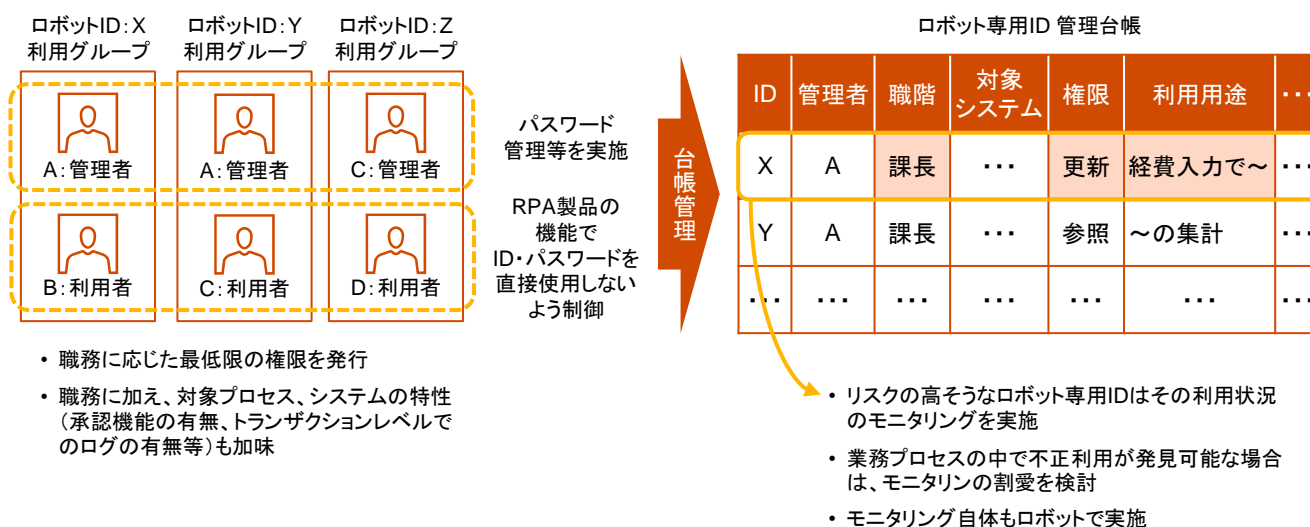 ロボットID:X
利用グループ
ロボットID:Y
利用グループ
ロボットID:Z
利用グループ
A:管理者
A:管理者
C:管理者
B:利用者
C:利用者
D:利用者
パスワード
管理等を実施
RPA製品の
機能で
ID・パスワードを
直接使用しない
よう制御
• 職務に応じた最低限の権限を発行
• 職務に加え、対象プロセス、システムの特性
(承認機能の有無、トランザクションレベルで
のログの有無等)も加味
台帳管理
ロボット専用ID 管理台帳
ID 管理者 職階 対象 システム 権限 利用用途 ・・・
X A 課長 ・・・ 更新 経費入力で～ ・・・
Y A 課長 ・・・ 参照 ～の集計 ・・・
・・・ ・・・ ・・・ ・・・ ・・・ ・・・ ・・・
• リスクの高そうなロボット専用IDはその利用状況
のモニタリングを実施
• 業務プロセスの中で不正利用が発見可能な場合
は、モニタリンの割愛を検討
• モニタリング自体もロボットで実施